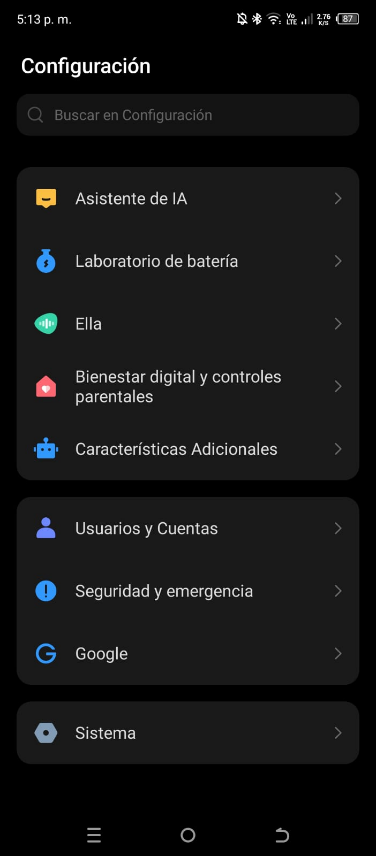 5:13 p. m.
Vo LTE 2.76 K/S 87
Configuración
Buscar en Configuración
Asistente de IA
Laboratorio de batería
Ella
Bienestar digital y controles
parentales
Características Adicionales
Usuarios y Cuentas
Seguridad y emergencia
Google
Sistema